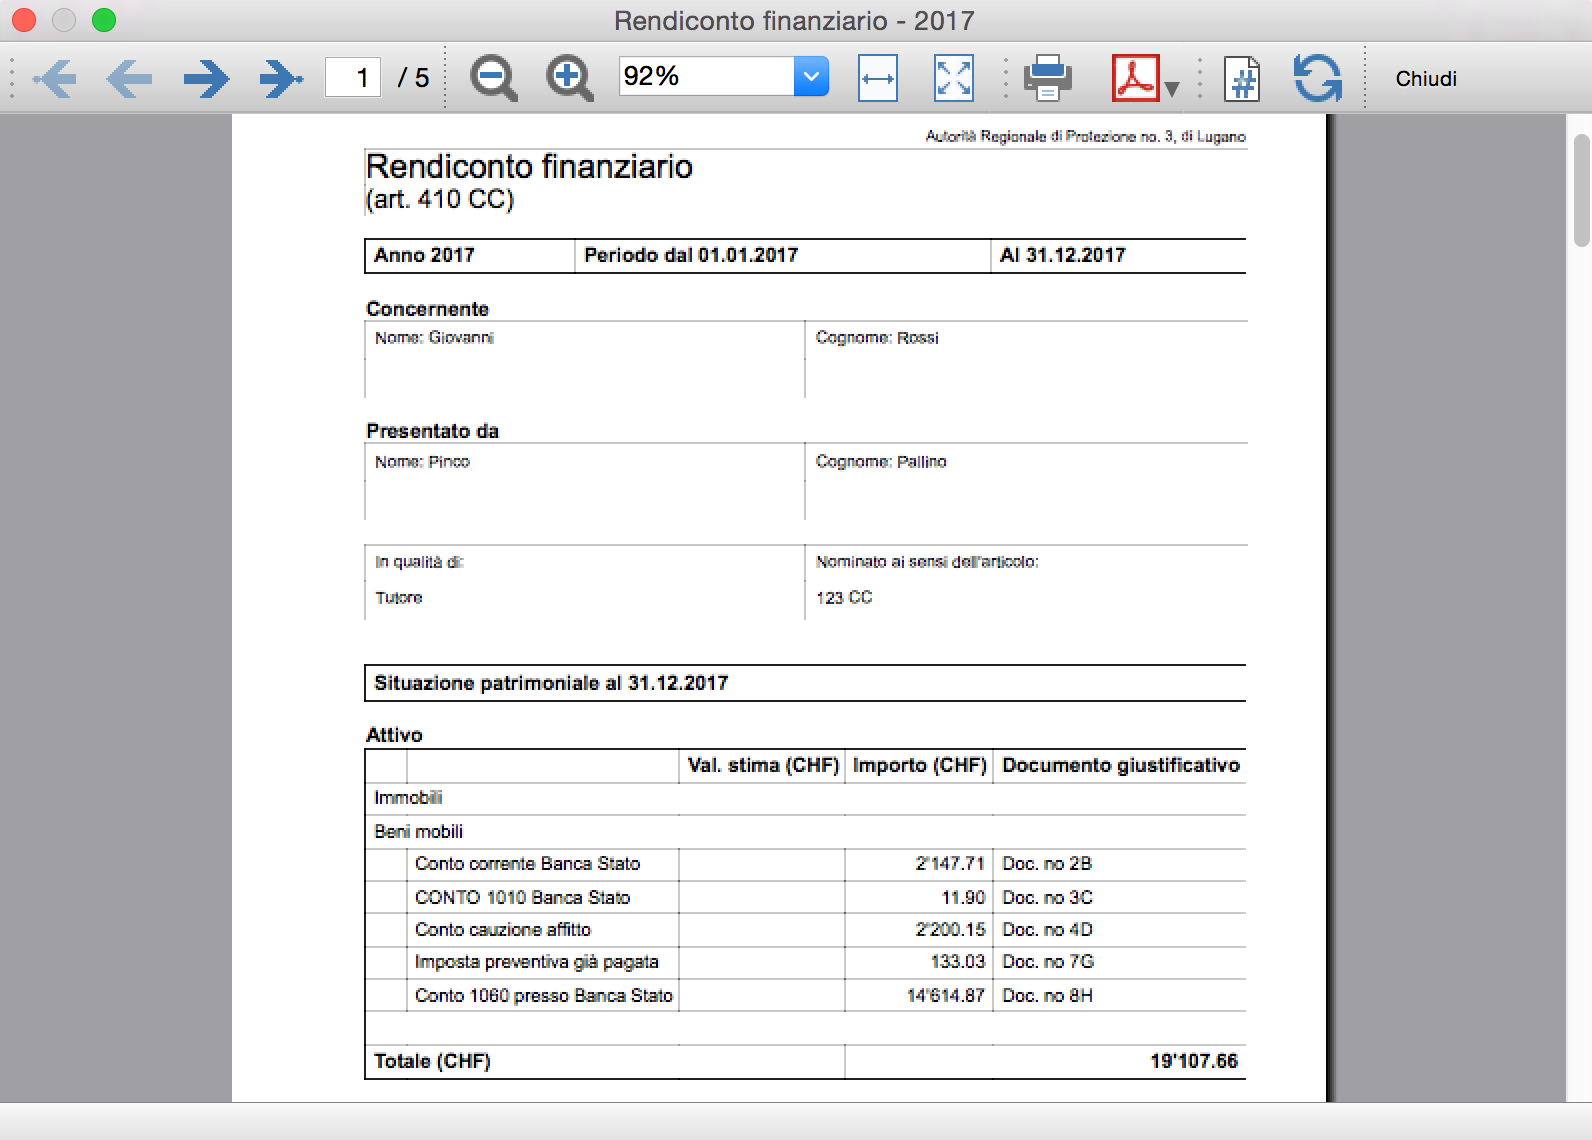 Rendiconto finanziario - 2017
1 / 5 92% Chiudi
Autorità Regionale di Protezione no. 3, di Lugano
Rendiconto finanziario
(art. 410 CC)
Anno 2017 Periodo dal 01.01.2017 Al 31.12.2017
Concernente
Nome: Giovanni Cognome: Rossi
Presentato da
Nome: Pinco Cognome: Pallino
In qualità di: Nominato ai sensi dell'articolo:
Tutore 123 CC
Situazione patrimoniale al 31.12.2017
Attivo
Val. stima (CHF) Importo (CHF) Documento giustificativo
Immobili
Beni mobili
Conto corrente Banca Stato 2'147.71 Doc. no 2B
CONTO 1010 Banca Stato 11.90 Doc. no 3C
Conto cauzione affitto 2'200.15 Doc. no 4D
Imposta preventiva già pagata 133.03 Doc. no 7G
Conto 1060 presso Banca Stato 14'614.87 Doc. no 8H
Totale (CHF) 19'107.66